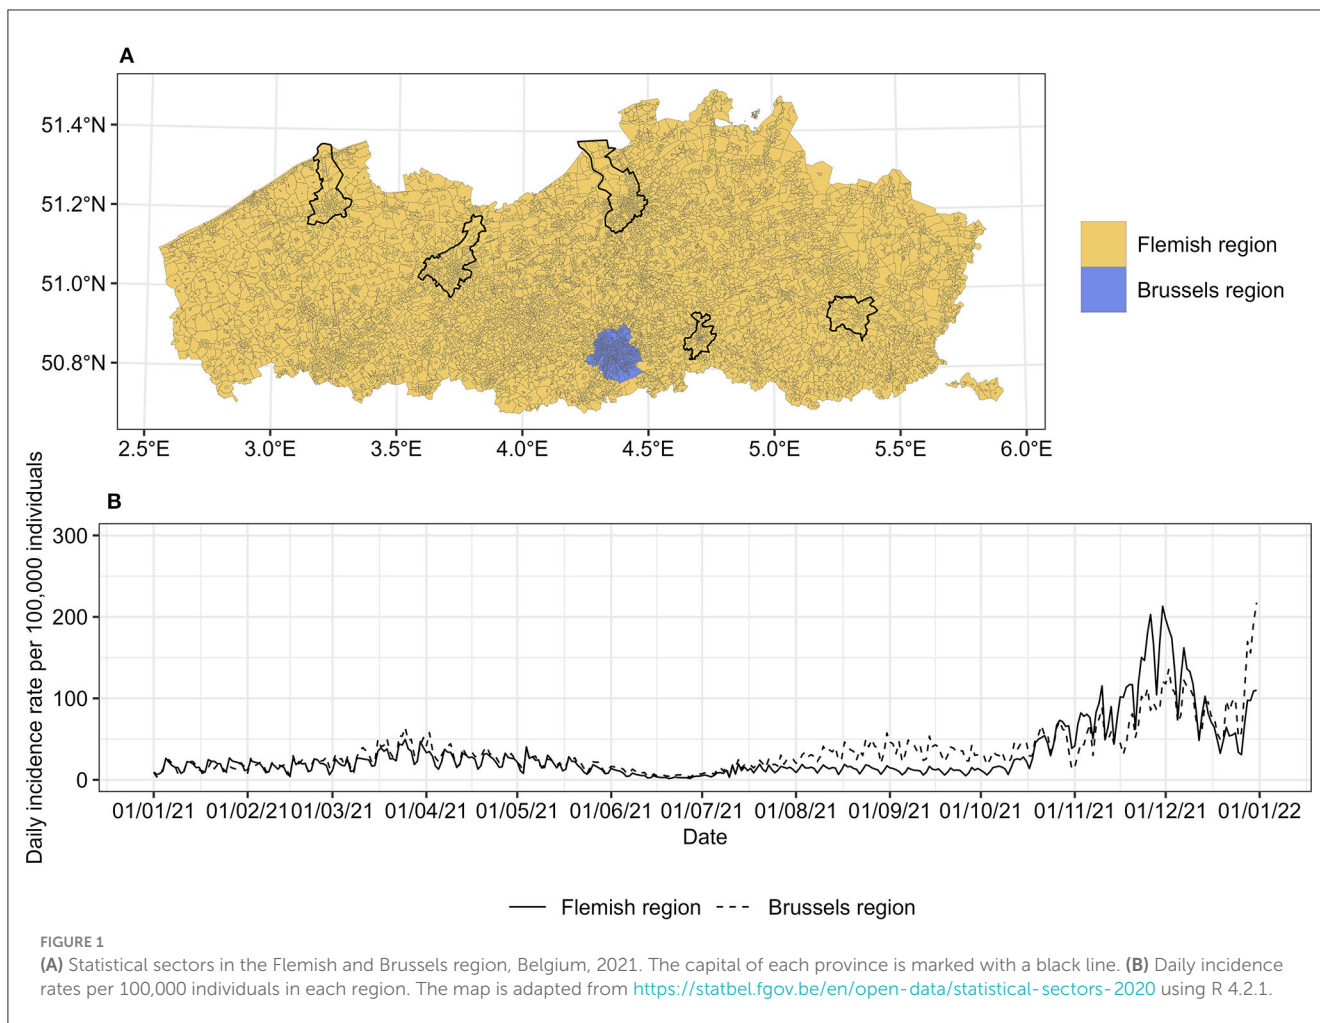 A
51.4°N
51.2°N
51.0°N
50.8°N
2.5°E 3.0°E 3.5°E 4.0°E 4.5°E 5.0°E 5.5°E 6.0°E
Flemish region
Brussels region
B
Daily incidence rate per 100,000 individuals
300
200
100
0
01/01/21 01/02/21 01/03/21 01/04/21 01/05/21 01/06/21 01/07/21 01/08/21 01/09/21 01/10/21 01/11/21 01/12/21 01/01/22
Date
Flemish region Brussels region
FIGURE 1
(A) Statistical sectors in the Flemish and Brussels region, Belgium, 2021. The capital of each province is marked with a black line. (B) Daily incidence
rates per 100,000 individuals in each region. The map is adapted from https://statbel.fgov.be/en/open-data/statistical-sectors-2020 using R 4.2.1.